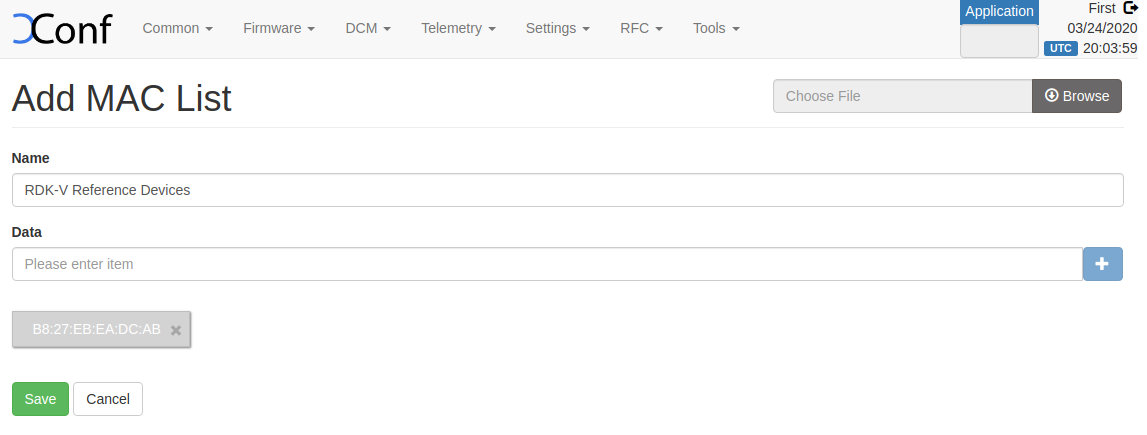 XConf Common Firmware DCM Telemetry Settings RFC Tools Application First
03/24/2020
UTC 20:03:59
Add MAC List Choose File Browse
Name
RDK-V Reference Devices
Data
Please enter item
B8:27:EB:EA:DC:AB
Save Cancel